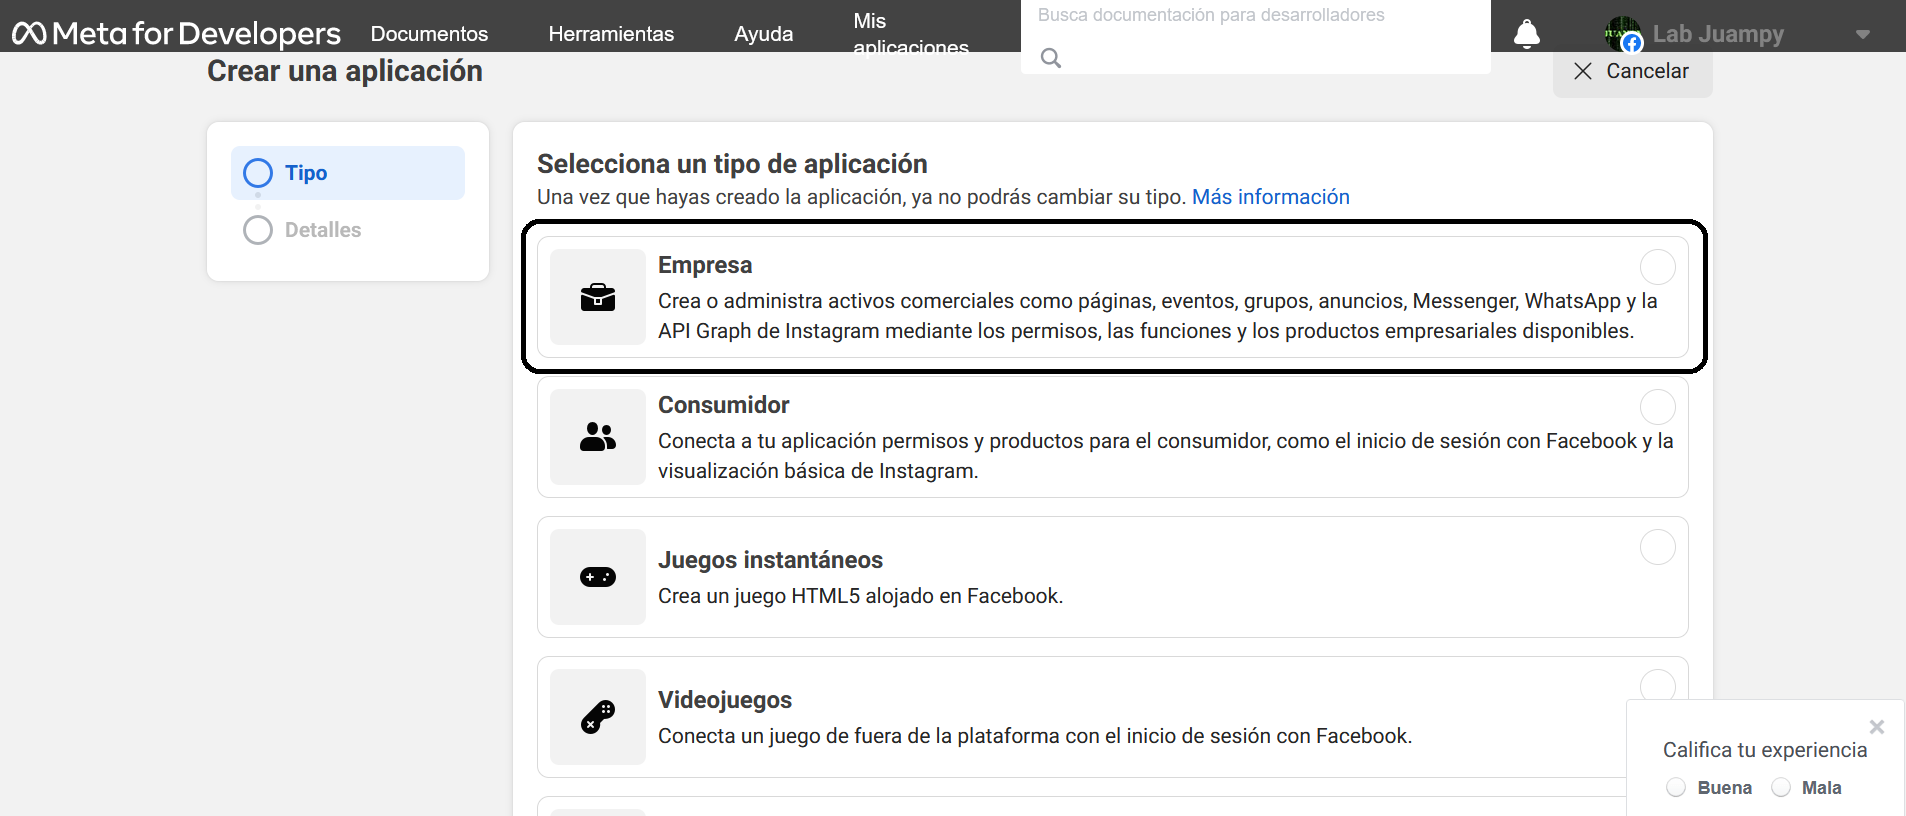 Meta for Developers
Documentos
Herramientas
Ayuda
Mis
aplicaciones
Busca documentación para desarrolladores
Lab Juampy
Crear una aplicación
Cancelar
Tipo
Detalles
Selecciona un tipo de aplicación
Una vez que hayas creado la aplicación, ya no podrás cambiar su tipo. Más información
Empresa
Crea o administra activos comerciales como páginas, eventos, grupos, anuncios, Messenger, WhatsApp y la
API Graph de Instagram mediante los permisos, las funciones y los productos empresariales disponibles.
Consumidor
Conecta a tu aplicación permisos y productos para el consumidor, como el inicio de sesión con Facebook y la
visualización básica de Instagram.
Juegos instantáneos
Crea un juego HTML5 alojado en Facebook.
Videojuegos
Conecta un juego de fuera de la plataforma con el inicio de sesión con Facebook.
Califica tu experiencia
Buena
Mala